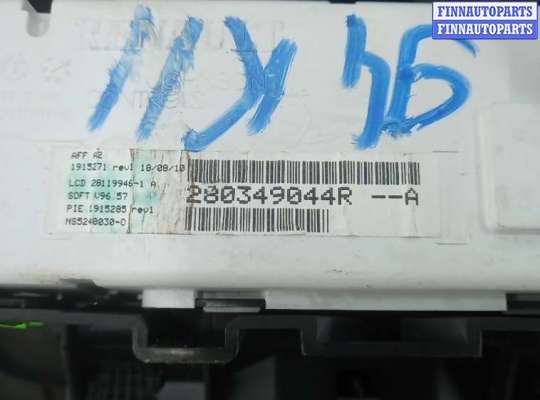 FINNAUTOPARTS
FINNAUTOPARTS
AFF A2
1915271 rev1 18/08/10
LCD 28119946-1 A
SOFT V96.57
PIE 1915285 rev1
MS5240030-0
280349044R --A